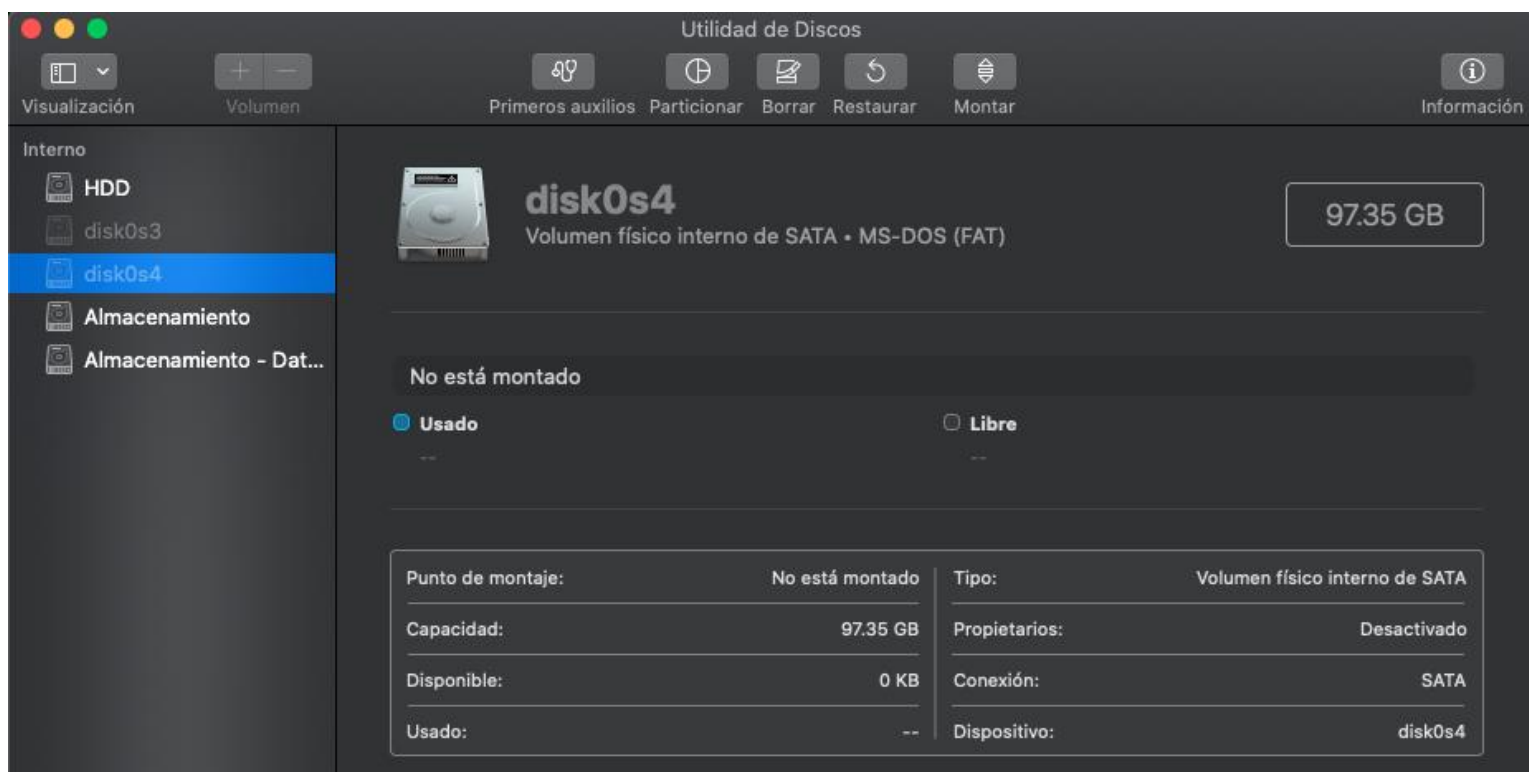 Utilidad de Discos
Visualización Volumen Primeros auxilios Particionar Borrar Restaurar Montar Información
Interno
HDD
disk0s3
disk0s4
Almacenamiento
Almacenamiento - Dat...
disk0s4
Volumen físico interno de SATA • MS-DOS (FAT)
97.35 GB
No está montado
Usado
--
Libre
--
Punto de montaje: No está montado
Capacidad: 97.35 GB
Disponible: 0 KB
Usado: --
Tipo: Volumen físico interno de SATA
Propietarios: Desactivado
Conexión: SATA
Dispositivo: disk0s4